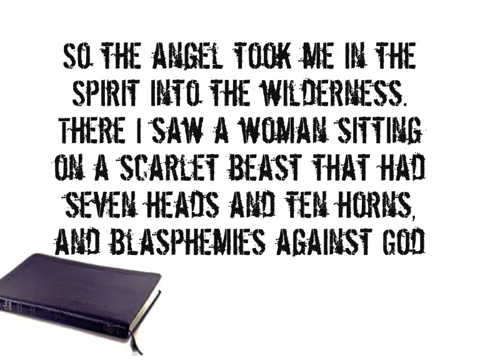 SO THE ANGEL TOOK ME IN THE
SPIRIT INTO THE WILDERNESS.
THERE I SAW A WOMAN SITTING
ON A SCARLET BEAST THAT HAD
SEVEN HEADS AND TEN HORNS,
AND BLASPHEMIES AGAINST GOD